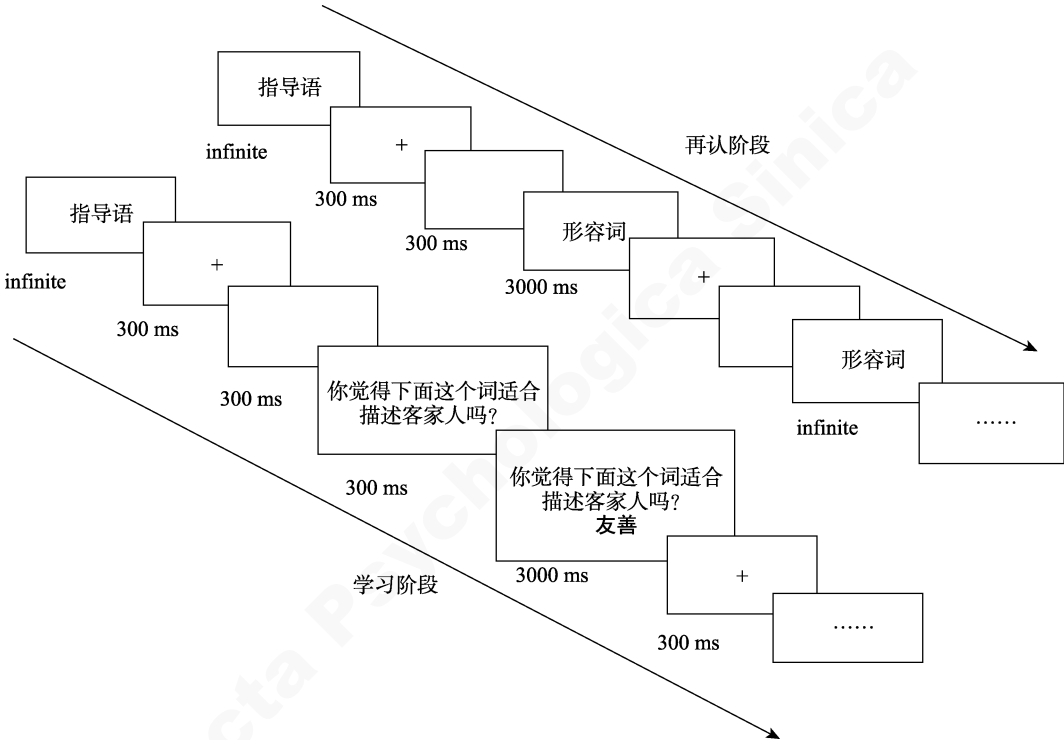 指导语
infinite
+
300 ms
300 ms
形容词
3000 ms
+
形容词
infinite
……
再认阶段
指导语
infinite
+
300 ms
300 ms
你觉得下面这个词适合
描述客家人吗?
300 ms
你觉得下面这个词适合
描述客家人吗?
友善
3000 ms
+
300 ms
……
学习阶段
cta Psychologica Sinica